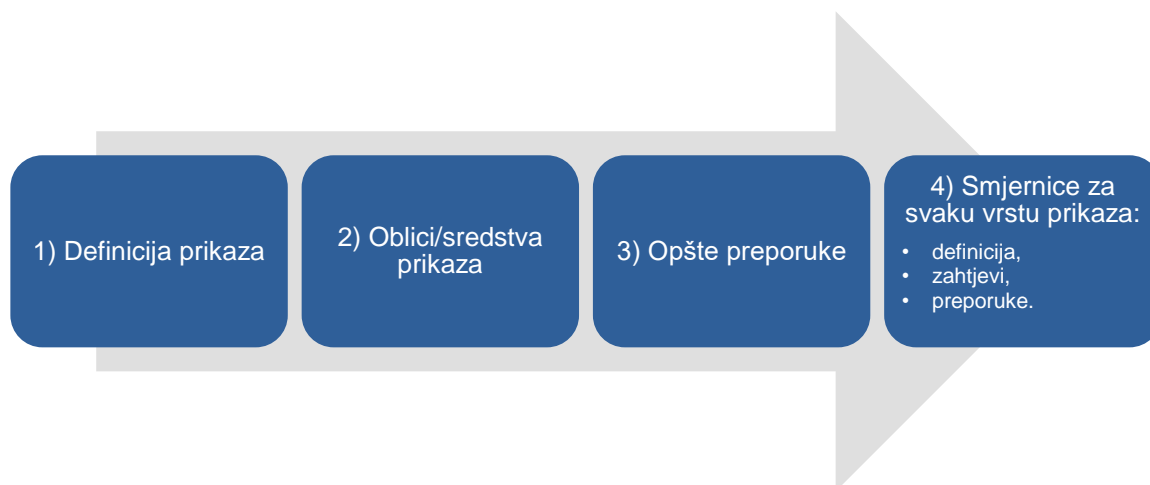 1) Definicija prikaza
2) Oblici/sredstva
prikaza
3) Opšte preporuke
4) Smjernice za
svaku vrstu prikaza:
• definicija,
• zahtjevi,
• preporuke.